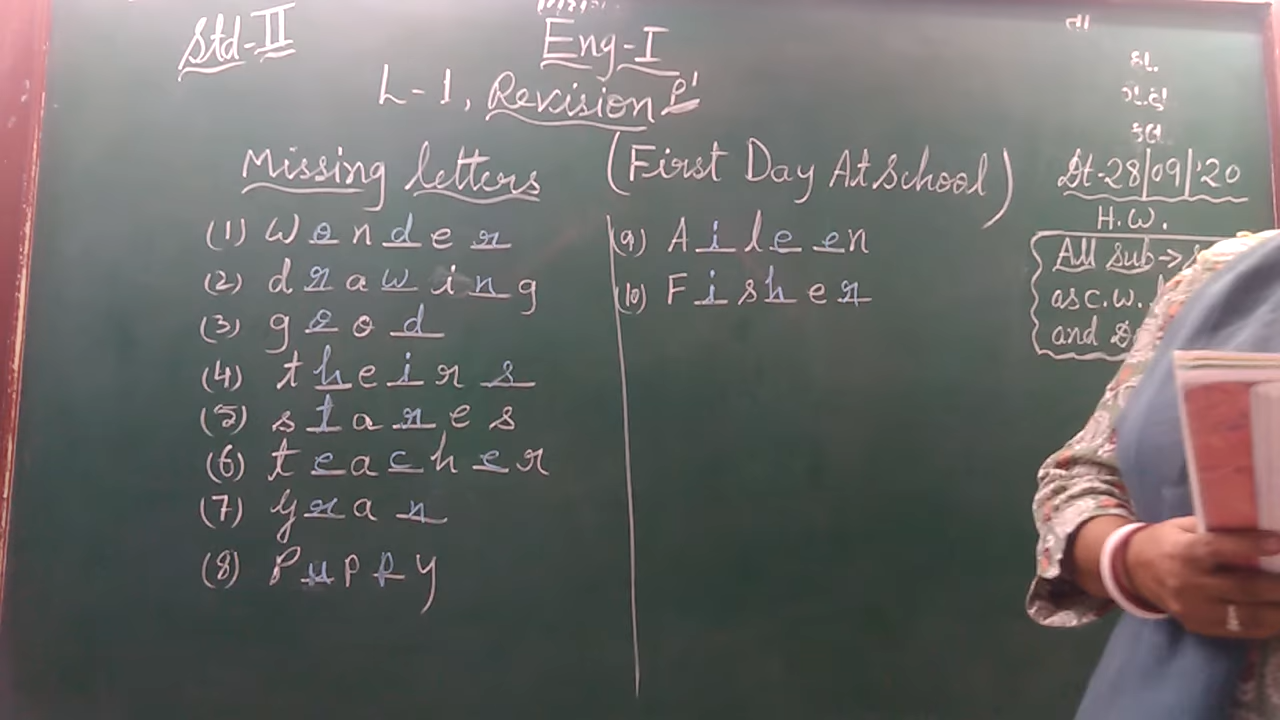 Std-II
Eng-I
L-1, Revision
Missing letters
(First Day At School)
(1) Wonder
(2) drawing
(3) good
(4) theirs
(5) stares
(6) teacher
(7) Gran
(8) Puppy
(9) Aileen
(10) Fisher
તા
Dt-28/09/'20
H.W.
All Sub→
as c.w.
and